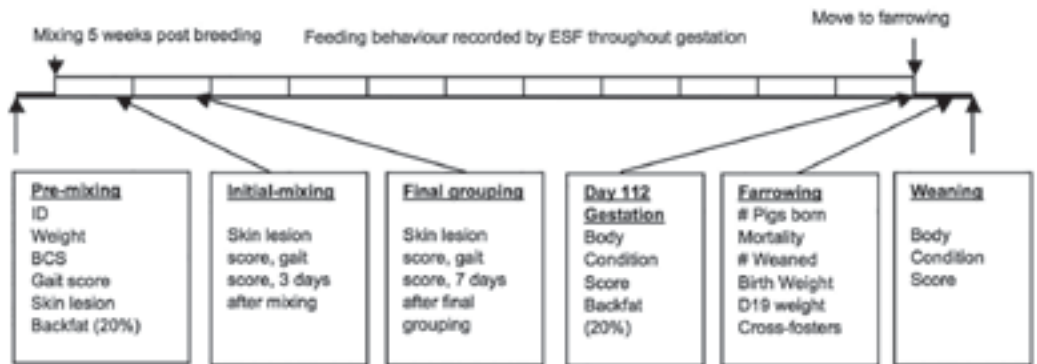 Move to farrowing
Mixing 5 weeks post breeding
Feeding behaviour recorded by ESF throughout gestation
Pre-mixing
ID
Weight
BCS
Gait score
Skin lesion
Backfat (20%)
Initial-mixing
Skin lesion
score, gait
score, 3 days
after mixing
Final grouping
Skin lesion
score, gait
score, 7 days
after final
grouping
Day 112
Gestation
Body
Condition
Score
Backfat
(20%)
Farrowing
# Pigs born
Mortality
# Weaned
Birth Weight
D19 weight
Cross-fosters
Weaning
Body
Condition
Score